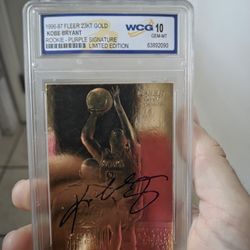 1996-97 FLEER 23KT GOLD
KOBE BRYANT
ROOKIE - PURPLE SIGNATURE
LIMITED EDITION
WCG 10
GEM-MT
63892093